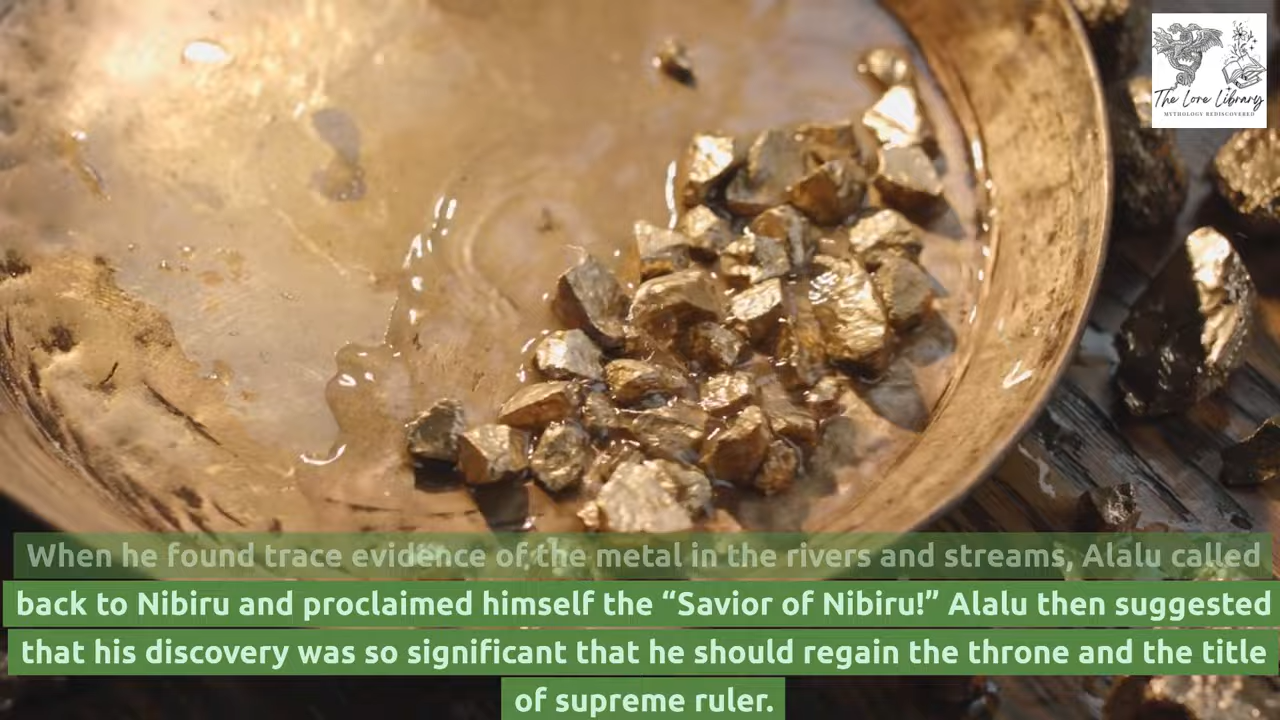 The Lore Library
MYTHOLOGY REDISCOVERED
When he found trace evidence of the metal in the rivers and streams, Alalu called
back to Nibiru and proclaimed himself the “Savior of Nibiru!” Alalu then suggested
that his discovery was so significant that he should regain the throne and the title
of supreme ruler.